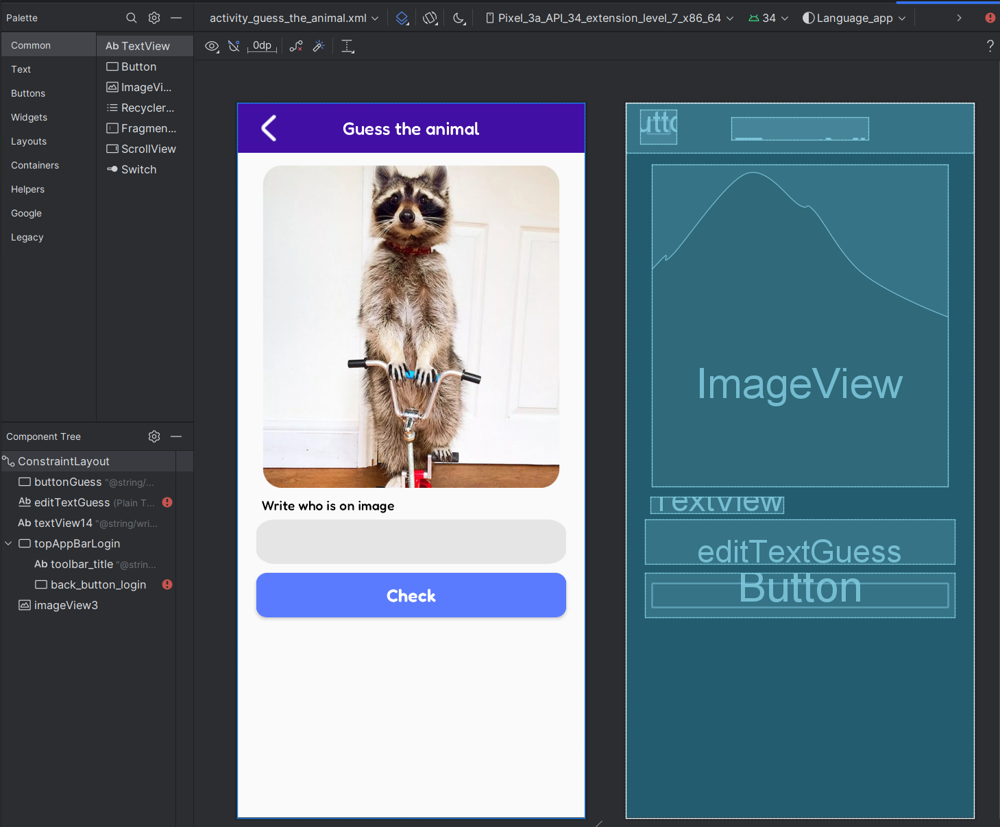 Palette
activity_guess_the_animal.xml
Pixel_3a_API_34_extension_level_7_x86_64
34
Language_app
0dp
?
Common
Text
Buttons
Widgets
Layouts
Containers
Helpers
Google
Legacy
Ab TextView
Button
ImageVi...
Recycler...
Fragmen...
ScrollView
Switch
Component Tree
ConstraintLayout
buttonGuess "@string/...
Ab editTextGuess (Plain T...
Ab textView14 "@string/wri...
topAppBarLogin
Ab toolbar_title "@strin...
back_button_login
imageView3
Guess the animal
Write who is on image
Check
utto
ImageView
TextView
editTextGuess
Button